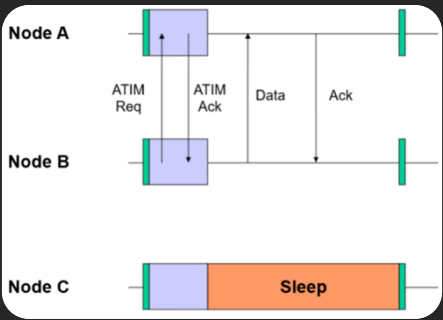 Node A
ATIM
Req
ATIM
Ack
Data
Ack
Node B
Node C
Sleep